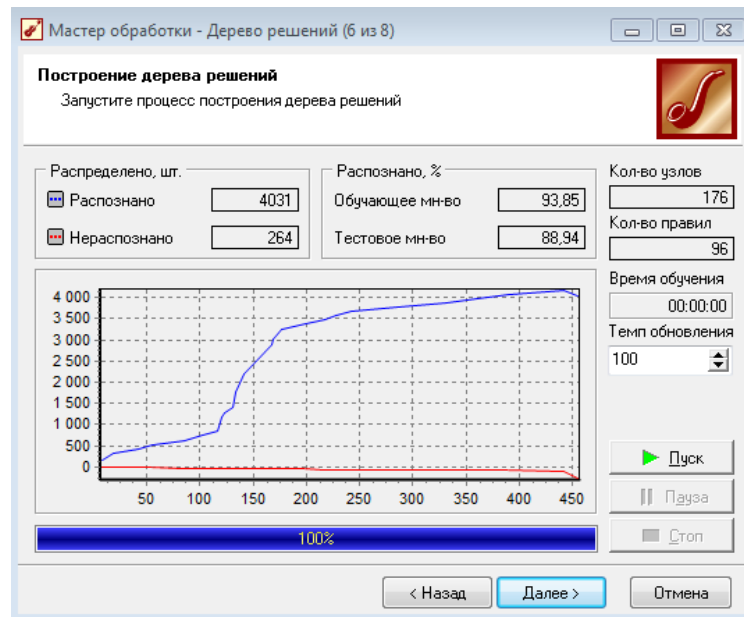 Мастер обработки - Дерево решений (6 из 8)
Построение дерева решений
Запустите процесс построения дерева решений
Распределено, шт.
Распознано 4031
Нераспознано 264
Распознано, %
Обучающее мн-во 93,85
Тестовое мн-во 88,94
Кол-во узлов
176
Кол-во правил
96
Время обучения
00:00:00
Темп обновления
100
4 000
3 500
3 000
2 500
2 000
1 500
1 000
500
0
50 100 150 200 250 300 350 400 450
100%
Пуск
Пауза
Стоп
< Назад Далее > Отмена